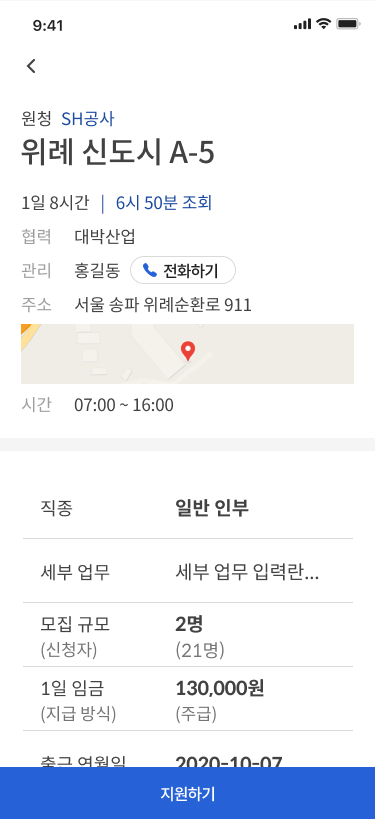 9:41
원청 SH공사
위례 신도시 A-5
1일 8시간 | 6시 50분 조회
협력 대박산업
관리 홍길동 전화하기
주소 서울 송파 위례순환로 911
시간 07:00 ~ 16:00
직종 일반 인부
세부 업무 세부 업무 입력란...
모집 규모 2명
(신청자) (21명)
1일 임금 130,000원
(지급 방식) (주급)
출근 연월일 2020-10-07
지원하기